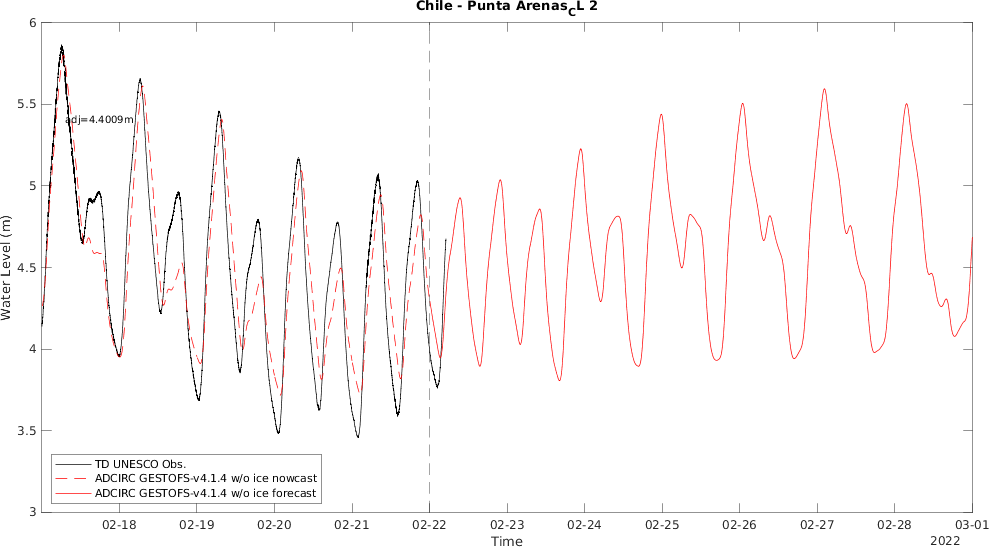 Chile - Punta Arenas_C L 2
6
5.5
5
4.5
4
3.5
3
Water Level (m)
adj=4.4009m
TD UNESCO Obs.
ADCIRC GESTOFS-v4.1.4 w/o ice nowcast
ADCIRC GESTOFS-v4.1.4 w/o ice forecast
02-18 02-19 02-20 02-21 02-22 02-23 02-24 02-25 02-26 02-27 02-28 03-01
Time
2022